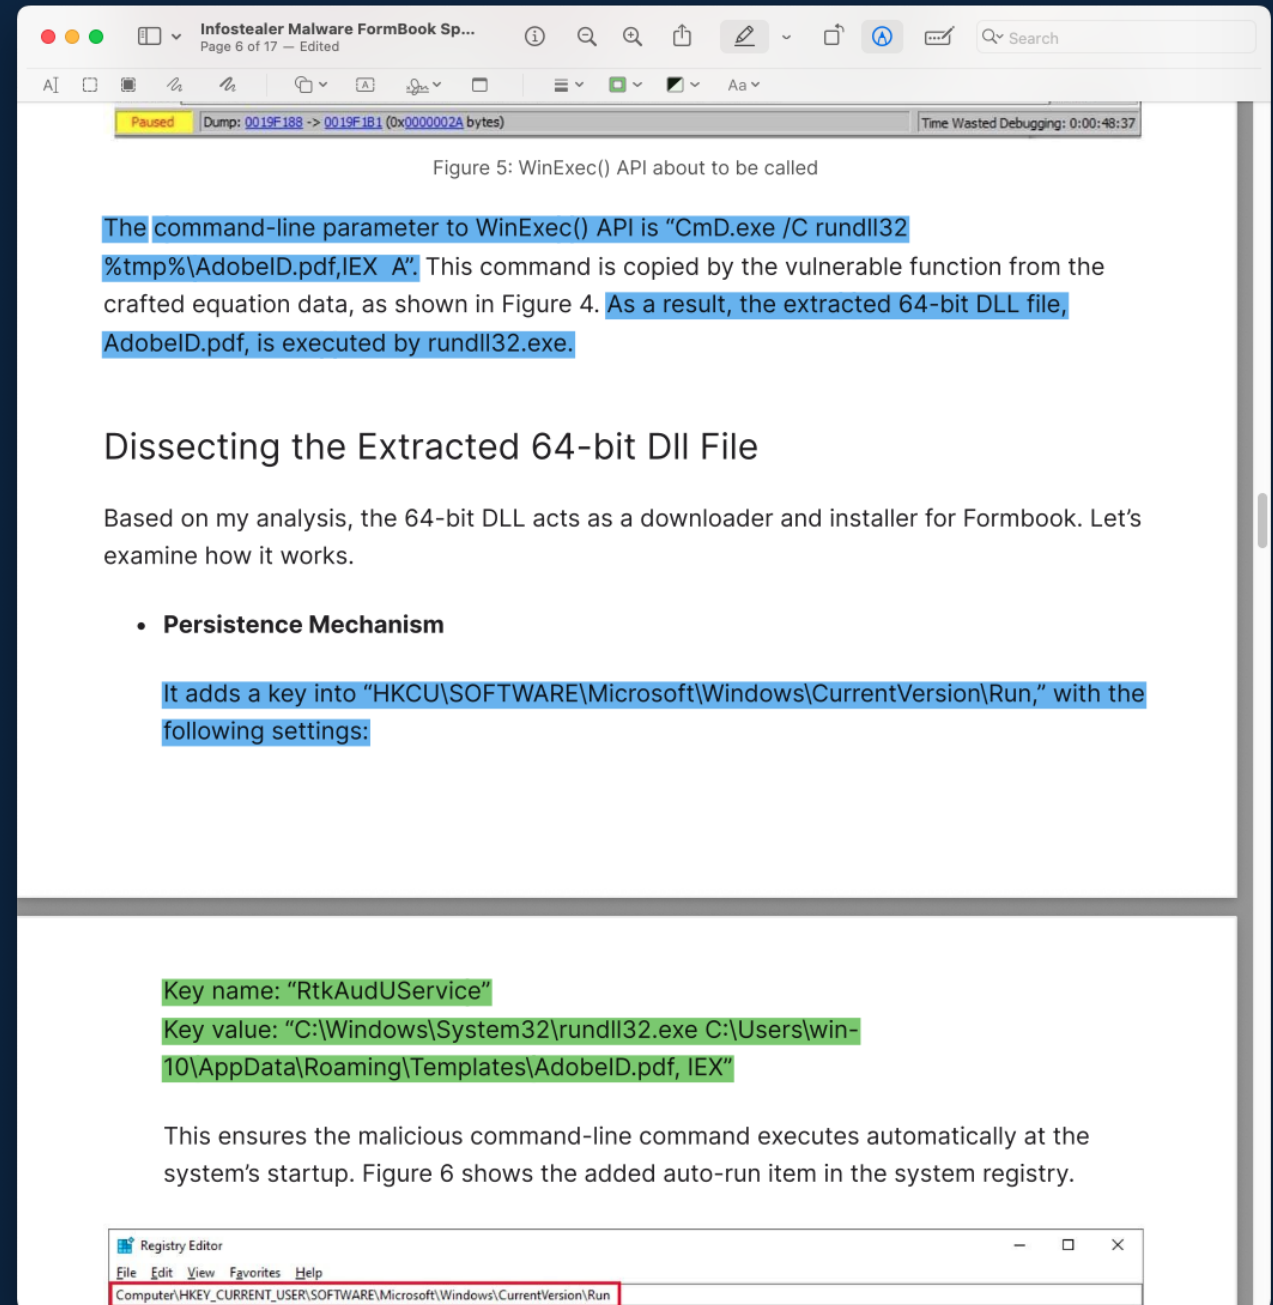 Infostealer Malware FormBook Sp...
Page 6 of 17 — Edited
Search
Aa
Paused Dump: 0019F188 -> 0019F1B1 (0x0000002A bytes) Time Wasted Debugging: 0:00:48:37
Figure 5: WinExec() API about to be called
The command-line parameter to WinExec() API is “CmD.exe /C rundll32
%tmp%\AdobeID.pdf,IEX  A”. This command is copied by the vulnerable function from the
crafted equation data, as shown in Figure 4. As a result, the extracted 64-bit DLL file,
AdobeID.pdf, is executed by rundll32.exe.
Dissecting the Extracted 64-bit Dll File
Based on my analysis, the 64-bit DLL acts as a downloader and installer for Formbook. Let’s
examine how it works.
• Persistence Mechanism
It adds a key into “HKCU\SOFTWARE\Microsoft\Windows\CurrentVersion\Run,” with the
following settings:
Key name: “RtkAudUService”
Key value: “C:\Windows\System32\rundll32.exe C:\Users\win-
10\AppData\Roaming\Templates\AdobeID.pdf, IEX”
This ensures the malicious command-line command executes automatically at the
system’s startup. Figure 6 shows the added auto-run item in the system registry.
Registry Editor
File Edit View Favorites Help
Computer\HKEY_CURRENT_USER\SOFTWARE\Microsoft\Windows\CurrentVersion\Run